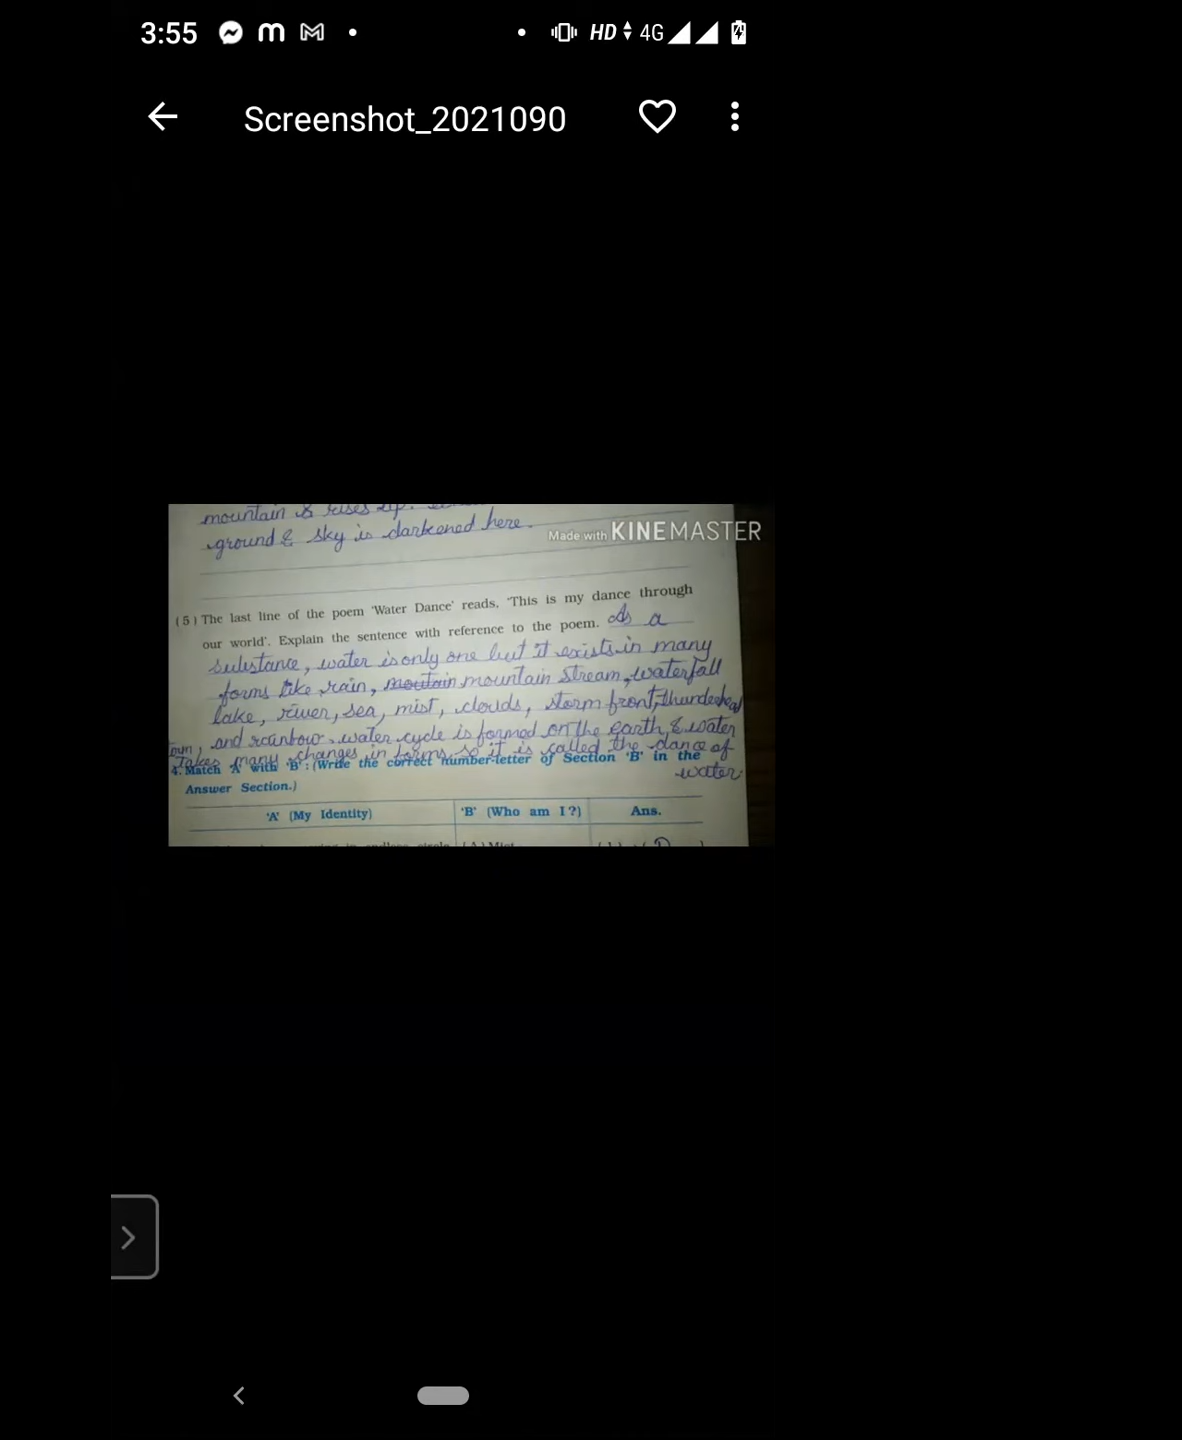 3:55 HD 4G
Screenshot_2021090
mountain & rises up.
ground & sky is darkened here.
Made with KINEMASTER
(5) The last line of the poem 'Water Dance' reads, 'This is my dance through
our world'. Explain the sentence with reference to the poem. As a
substance, water is only one but it exists in many
forms like rain, moutain mountain stream, waterfall
lake, river, sea, mist, clouds, storm front,
and rainbow. water cycle is formed on the earth & water
Takes many changes in forms so it is called the dance of
water.
4. Match 'A' with 'B' : (Write the correct number-letter of Section 'B' in the
Answer Section.)
'A' (My Identity) 'B' (Who am I?) Ans.
in endless (A) Mist